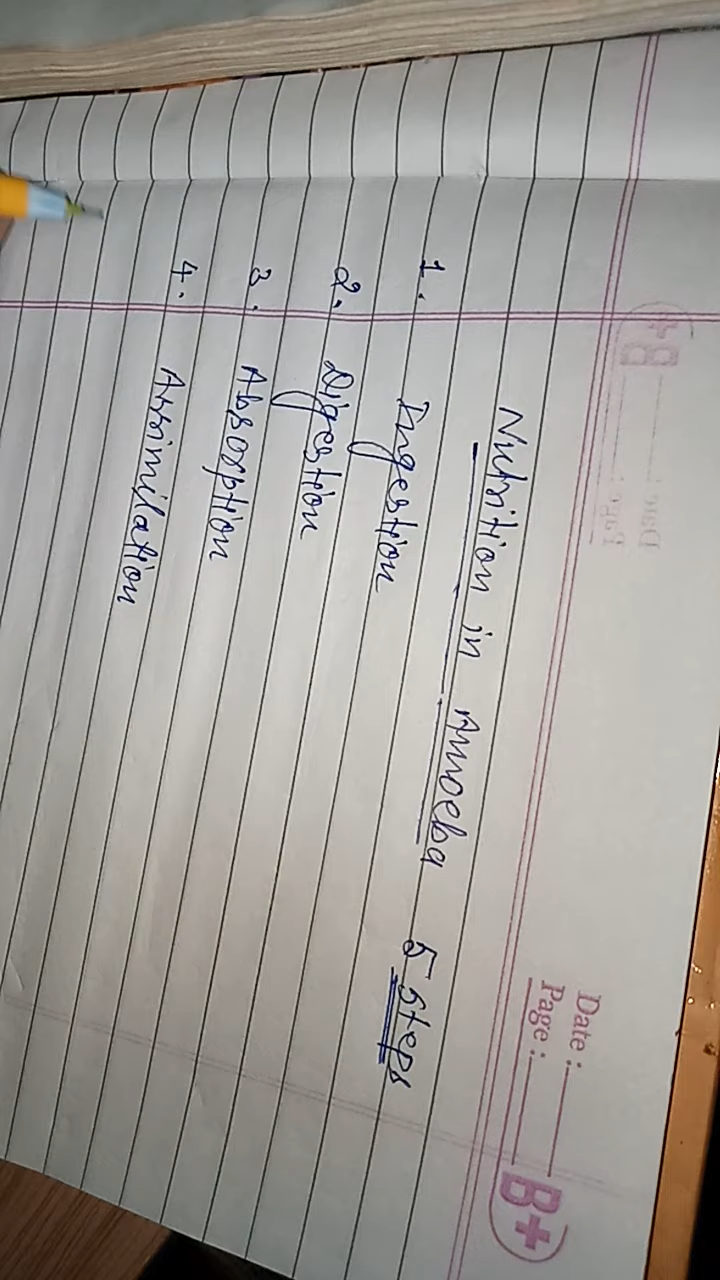 Date :
Page :
B+
Nutrition in Amoeba 5 Steps
1. Ingestion
2. Digestion
3. Absorption
4. Assimilation